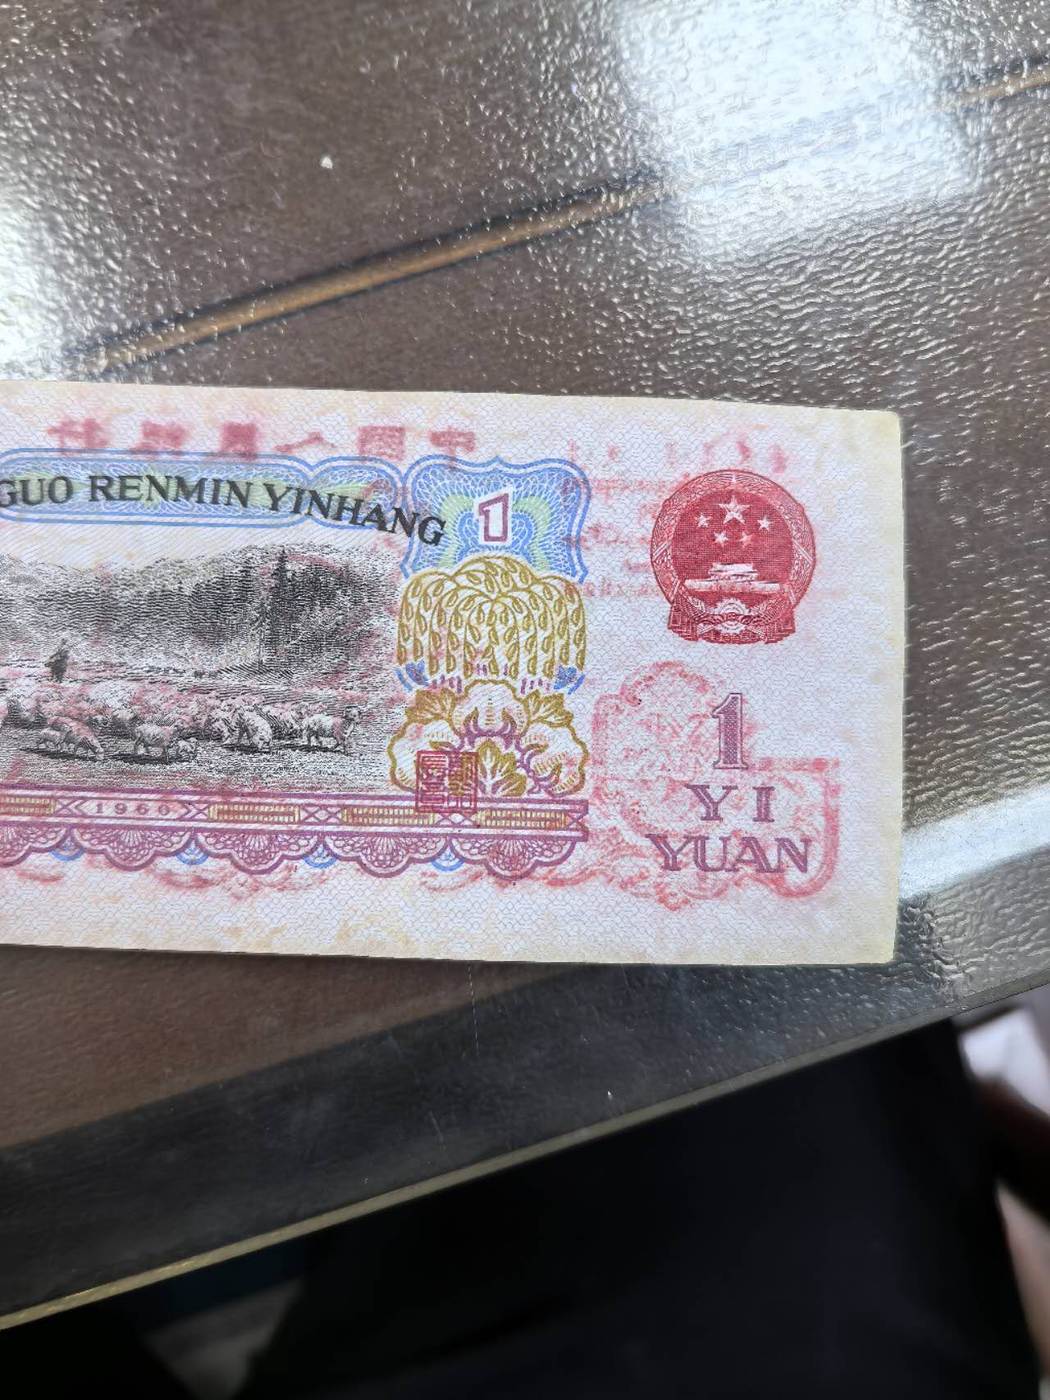 GUO RENMIN YINHANG
1
1
YI
YUAN
1960